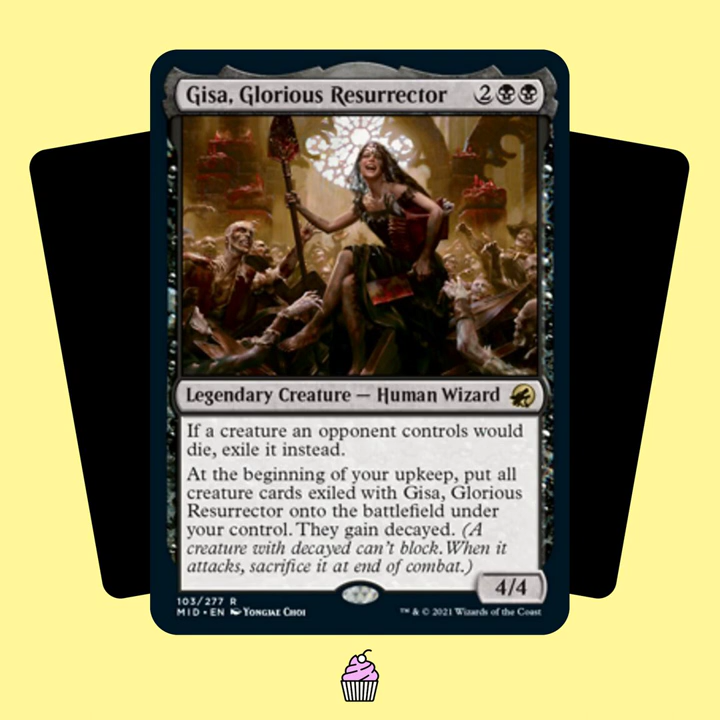 Gisa, Glorious Resurrector 2
Legendary Creature — Human Wizard
If a creature an opponent controls would
die, exile it instead.
At the beginning of your upkeep, put all
creature cards exiled with Gisa, Glorious
Resurrector onto the battlefield under
your control. They gain decayed. (A
creature with decayed can't block. When it
attacks, sacrifice it at end of combat.)
4/4
103/277 R
MID • EN Yongjae Choi
™ & © 2021 Wizards of the Coast